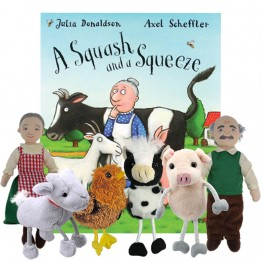 Julia Donaldson Axel Scheffler
A Squash
and a Squeeze